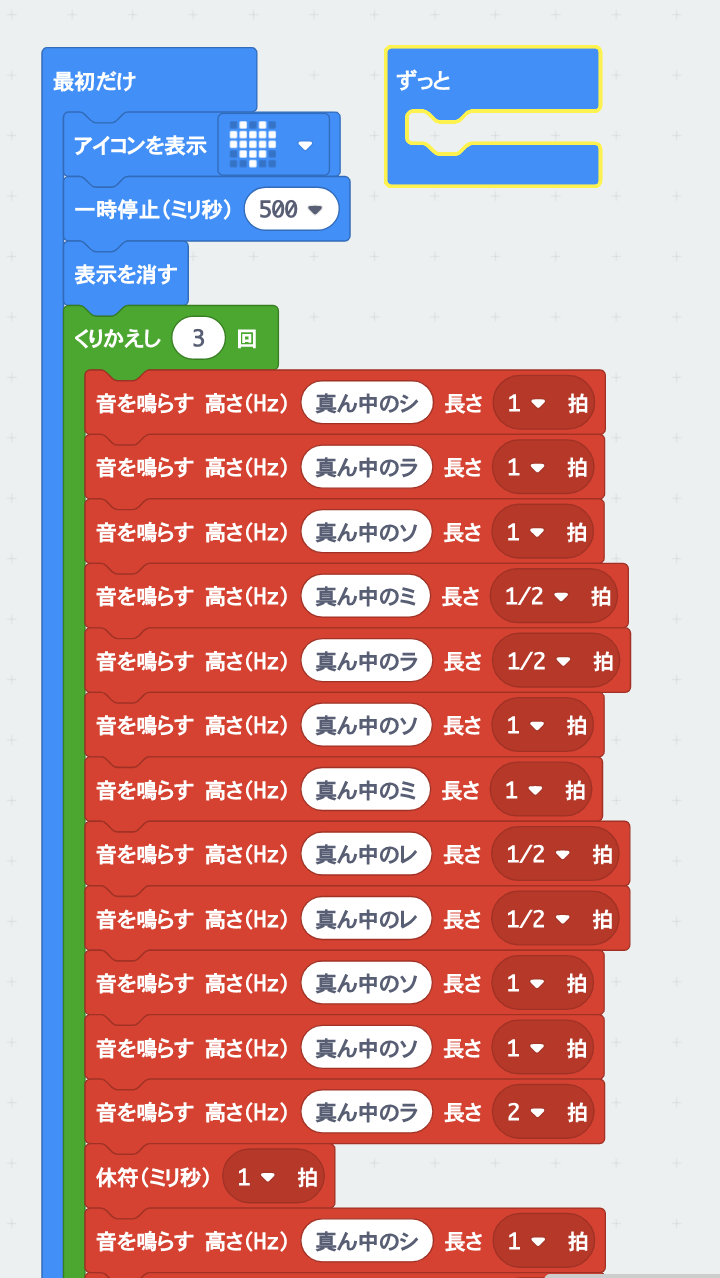 最初だけ
ずっと
アイコンを表示
一時停止(ミリ秒) 500
表示を消す
くりかえし 3 回
音を鳴らす 高さ(Hz) 真ん中のシ 長さ 1 拍
音を鳴らす 高さ(Hz) 真ん中のラ 長さ 1 拍
音を鳴らす 高さ(Hz) 真ん中のソ 長さ 1 拍
音を鳴らす 高さ(Hz) 真ん中のミ 長さ 1/2 拍
音を鳴らす 高さ(Hz) 真ん中のラ 長さ 1/2 拍
音を鳴らす 高さ(Hz) 真ん中のソ 長さ 1 拍
音を鳴らす 高さ(Hz) 真ん中のミ 長さ 1 拍
音を鳴らす 高さ(Hz) 真ん中のレ 長さ 1/2 拍
音を鳴らす 高さ(Hz) 真ん中のレ 長さ 1/2 拍
音を鳴らす 高さ(Hz) 真ん中のソ 長さ 1 拍
音を鳴らす 高さ(Hz) 真ん中のソ 長さ 1 拍
音を鳴らす 高さ(Hz) 真ん中のラ 長さ 2 拍
休符(ミリ秒) 1 拍
音を鳴らす 高さ(Hz) 真ん中のシ 長さ 1 拍